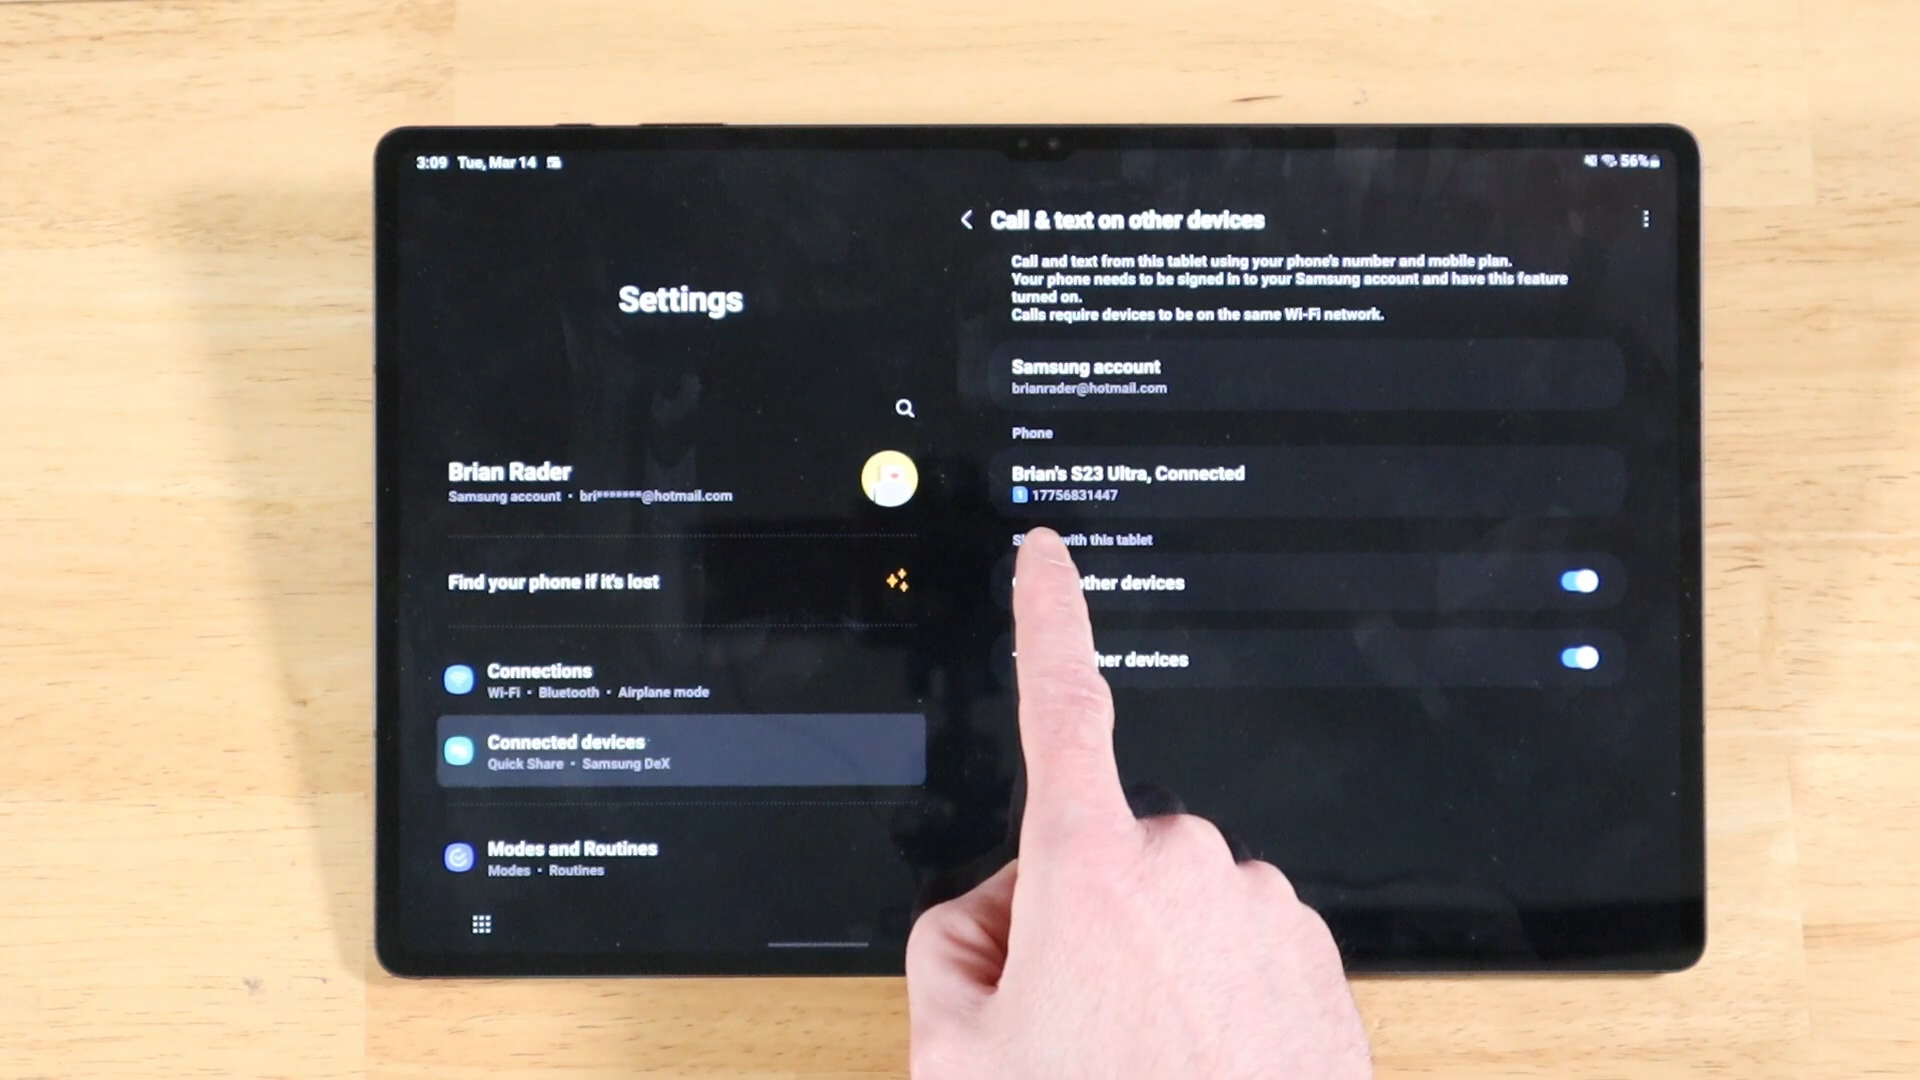 3:09 Tue, Mar 14
56%
Settings
Brian Rader
Samsung account • bri*******@hotmail.com
Find your phone if it's lost
Connections
Wi-Fi • Bluetooth • Airplane mode
Connected devices
Quick Share • Samsung DeX
Modes and Routines
Modes • Routines
Call & text on other devices
Call and text from this tablet using your phone's number and mobile plan.
Your phone needs to be signed in to your Samsung account and have this feature
turned on.
Calls require devices to be on the same Wi-Fi network.
Samsung account
brianrader@hotmail.com
Phone
Brian's S23 Ultra, Connected
1 17756831447
with this tablet
other devices
devices